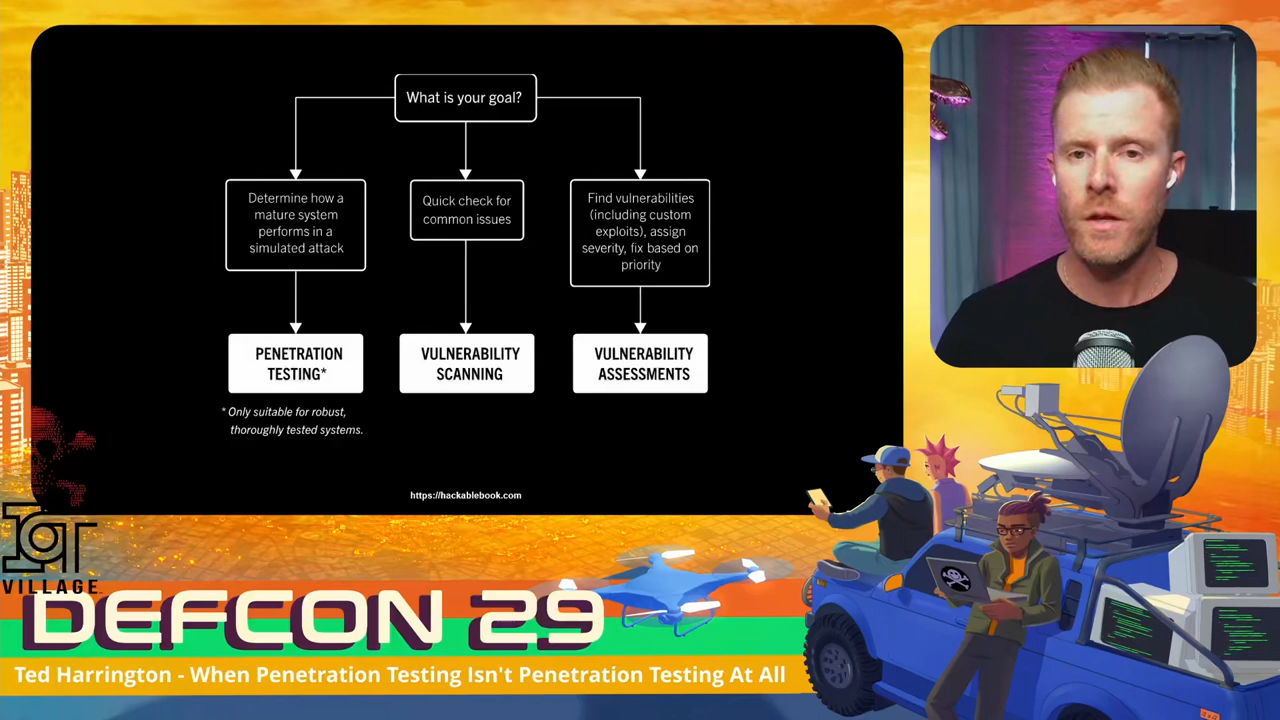 What is your goal?
Determine how a
mature system
performs in a
simulated attack
Quick check for
common issues
Find vulnerabilities
(including custom
exploits), assign
severity, fix based on
priority
PENETRATION
TESTING*
VULNERABILITY
SCANNING
VULNERABILITY
ASSESSMENTS
* Only suitable for robust,
thoroughly tested systems.
https://hackablebook.com
IOT
VILLAGE
DEFCON 29
Ted Harrington - When Penetration Testing Isn't Penetration Testing At All